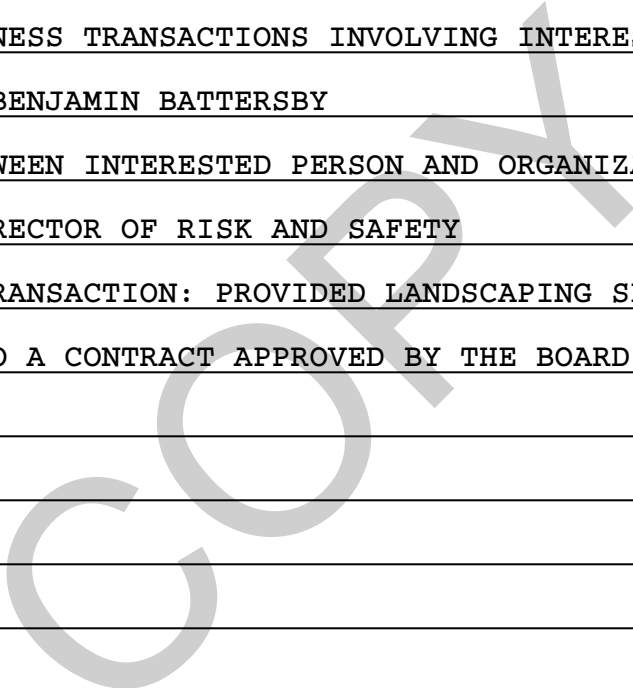 NESS TRANSACTIONS INVOLVING INTERE
BENJAMIN BATTERSBY
WEEN INTERESTED PERSON AND ORGANIZA
RECTOR OF RISK AND SAFETY
RANSACTION: PROVIDED LANDSCAPING S
O A CONTRACT APPROVED BY THE BOARD
COPY